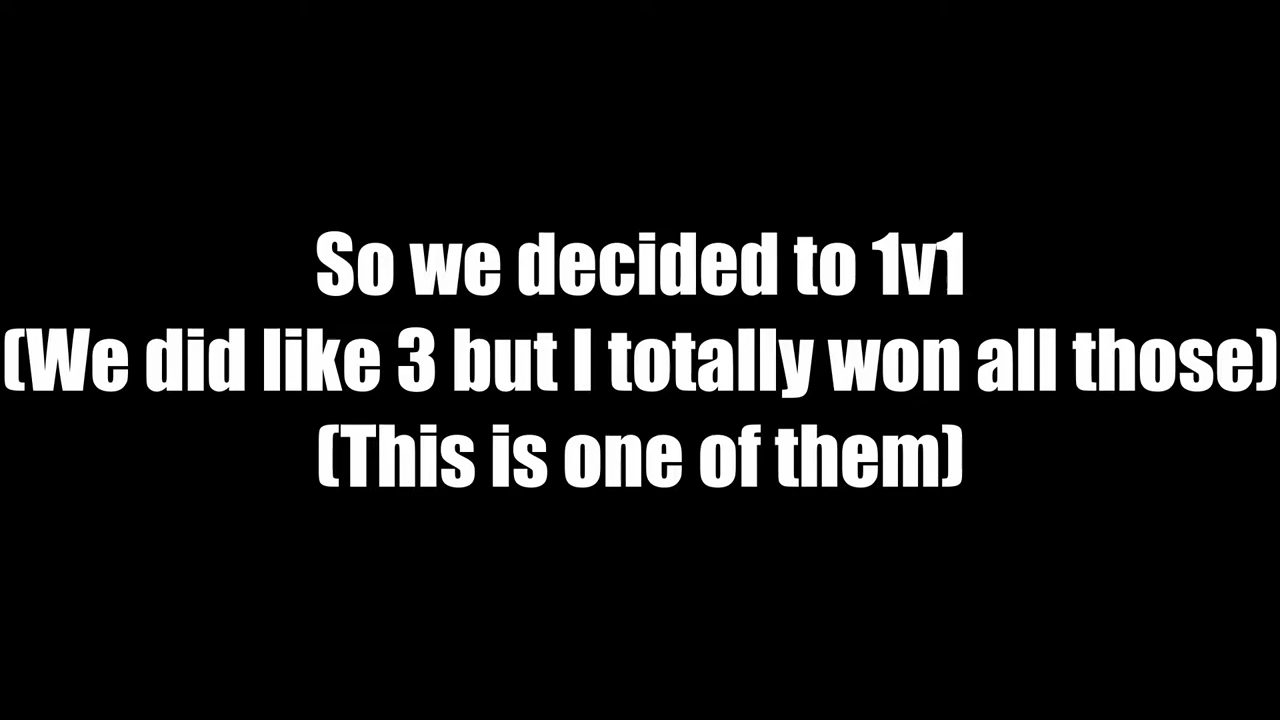 So we decided to 1v1
(We did like 3 but I totally won all those)
(This is one of them)